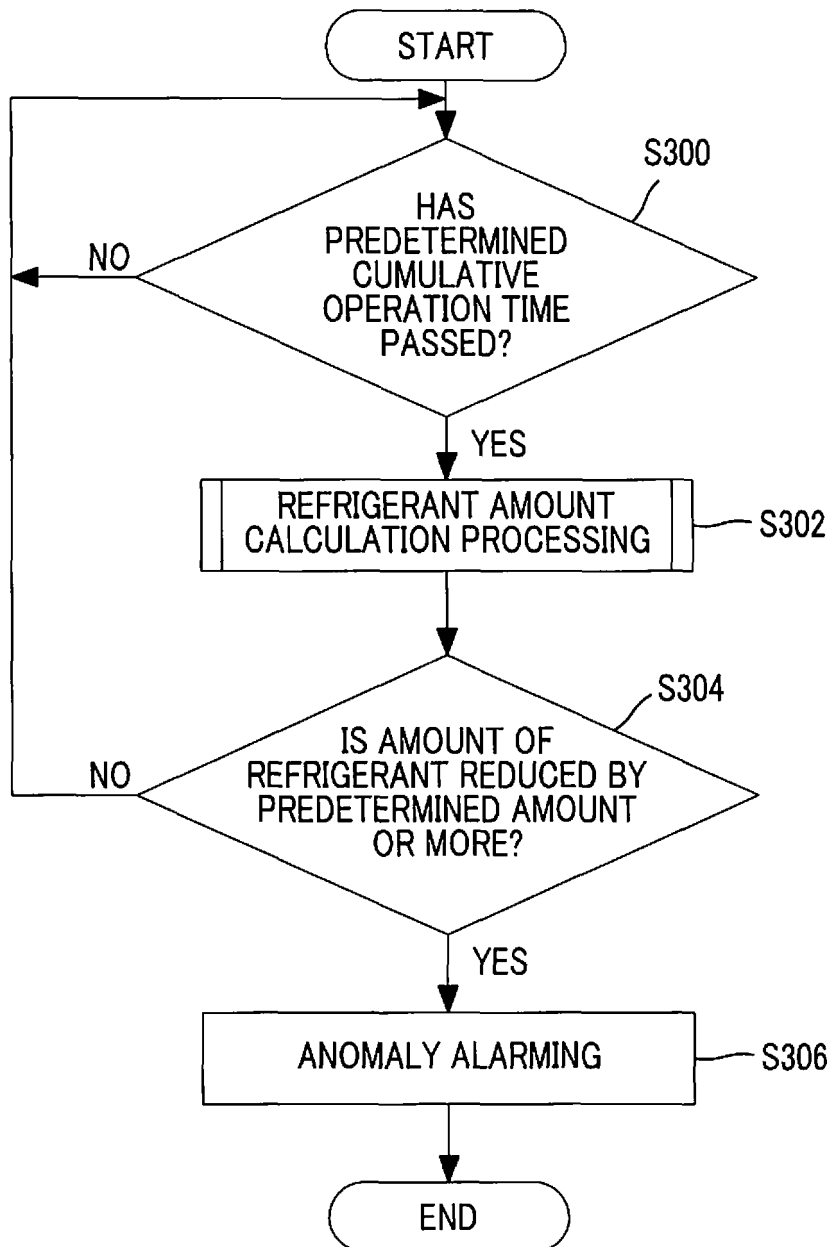 START
S300
HAS
PREDETERMINED
CUMULATIVE
OPERATION TIME
PASSED?
NO
YES
REFRIGERANT AMOUNT
CALCULATION PROCESSING
S302
S304
IS AMOUNT OF
REFRIGERANT REDUCED BY
PREDETERMINED AMOUNT
OR MORE?
NO
YES
ANOMALY ALARMING
S306
END